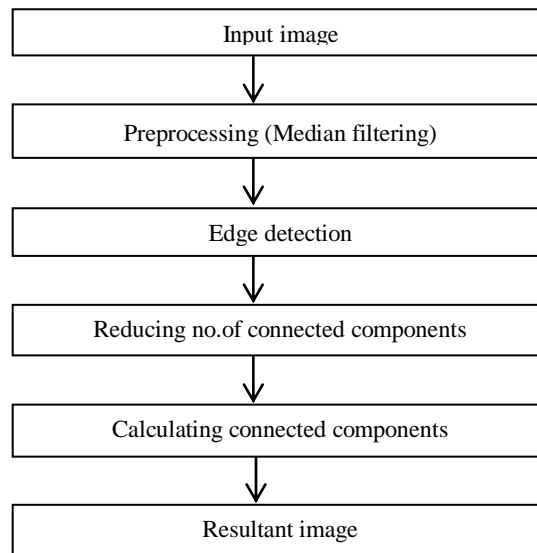 Input image
Preprocessing (Median filtering)
Edge detection
Reducing no.of connected components
Calculating connected components
Resultant image